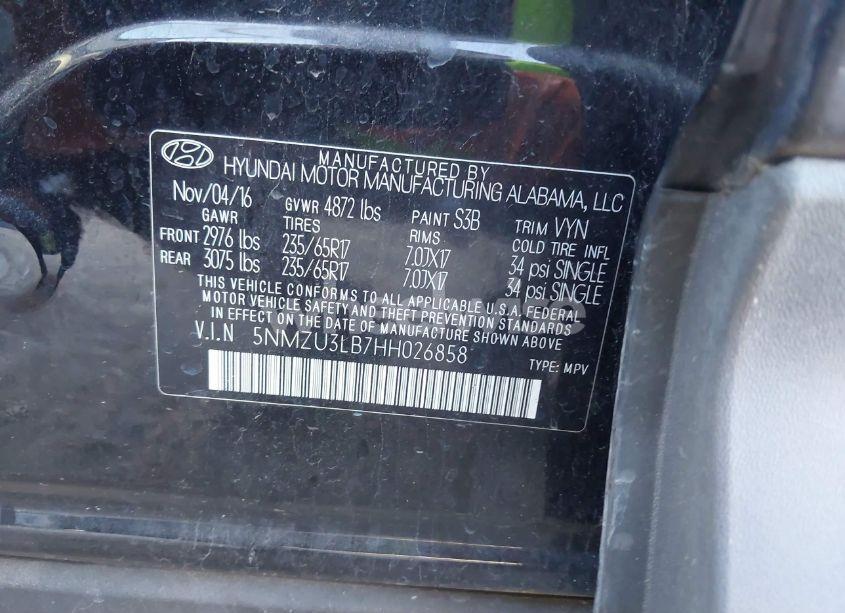 MANUFACTURED BY
HYUNDAI MOTOR MANUFACTURING ALABAMA, LLC
Nov/04/16 GVWR 4872 lbs PAINT S3B TRIM VYN
GAWR TIRES RIMS COLD TIRE INFL
FRONT 2976 lbs 235/65R17 7.0JX17 34 psi SINGLE
REAR 3075 lbs 235/65R17 7.0JX17 34 psi SINGLE
THIS VEHICLE CONFORMS TO ALL APPLICABLE U.S.A. FEDERAL
MOTOR VEHICLE SAFETY AND THEFT PREVENTION STANDARDS
IN EFFECT ON THE DATE OF MANUFACTURE SHOWN ABOVE
V.I.N 5NMZU3LB7HH026858
TYPE: MPV